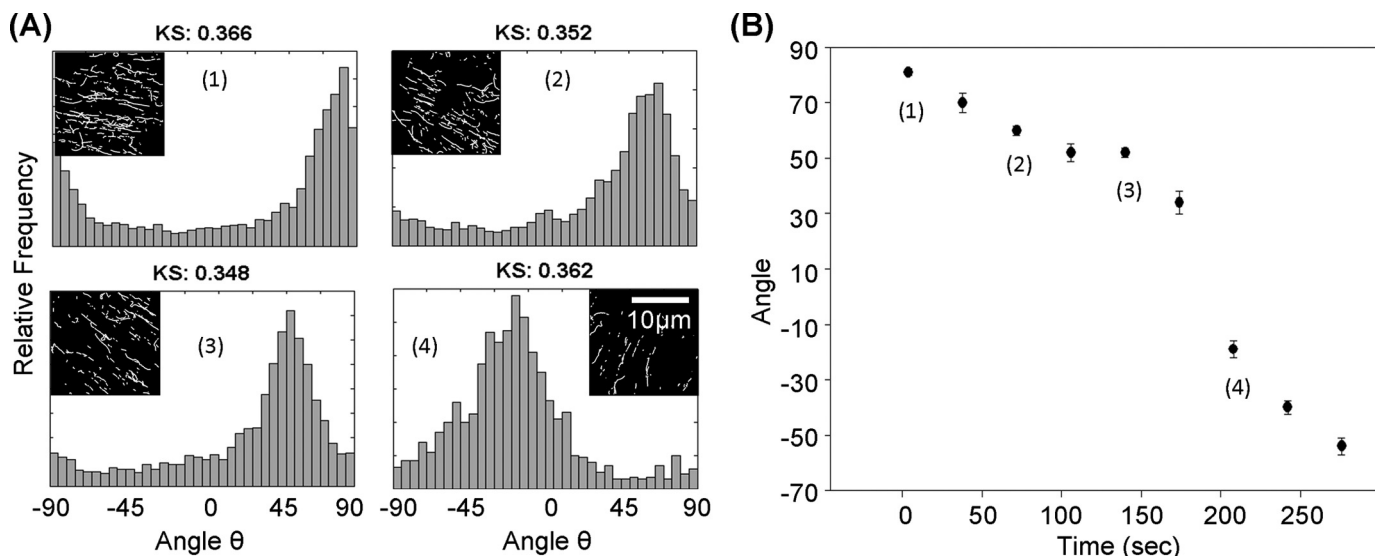 (A)
KS: 0.366
(1)
KS: 0.352
(2)
KS: 0.348
(3)
KS: 0.362
(4)
10μm
Relative Frequency
-90 -45 0 45 90
Angle θ
-90 -45 0 45 90
Angle θ
(B)
90
70
50
30
10
-10
-30
-50
-70
Angle
(1)
(2)
(3)
(4)
0 50 100 150 200 250
Time (sec)